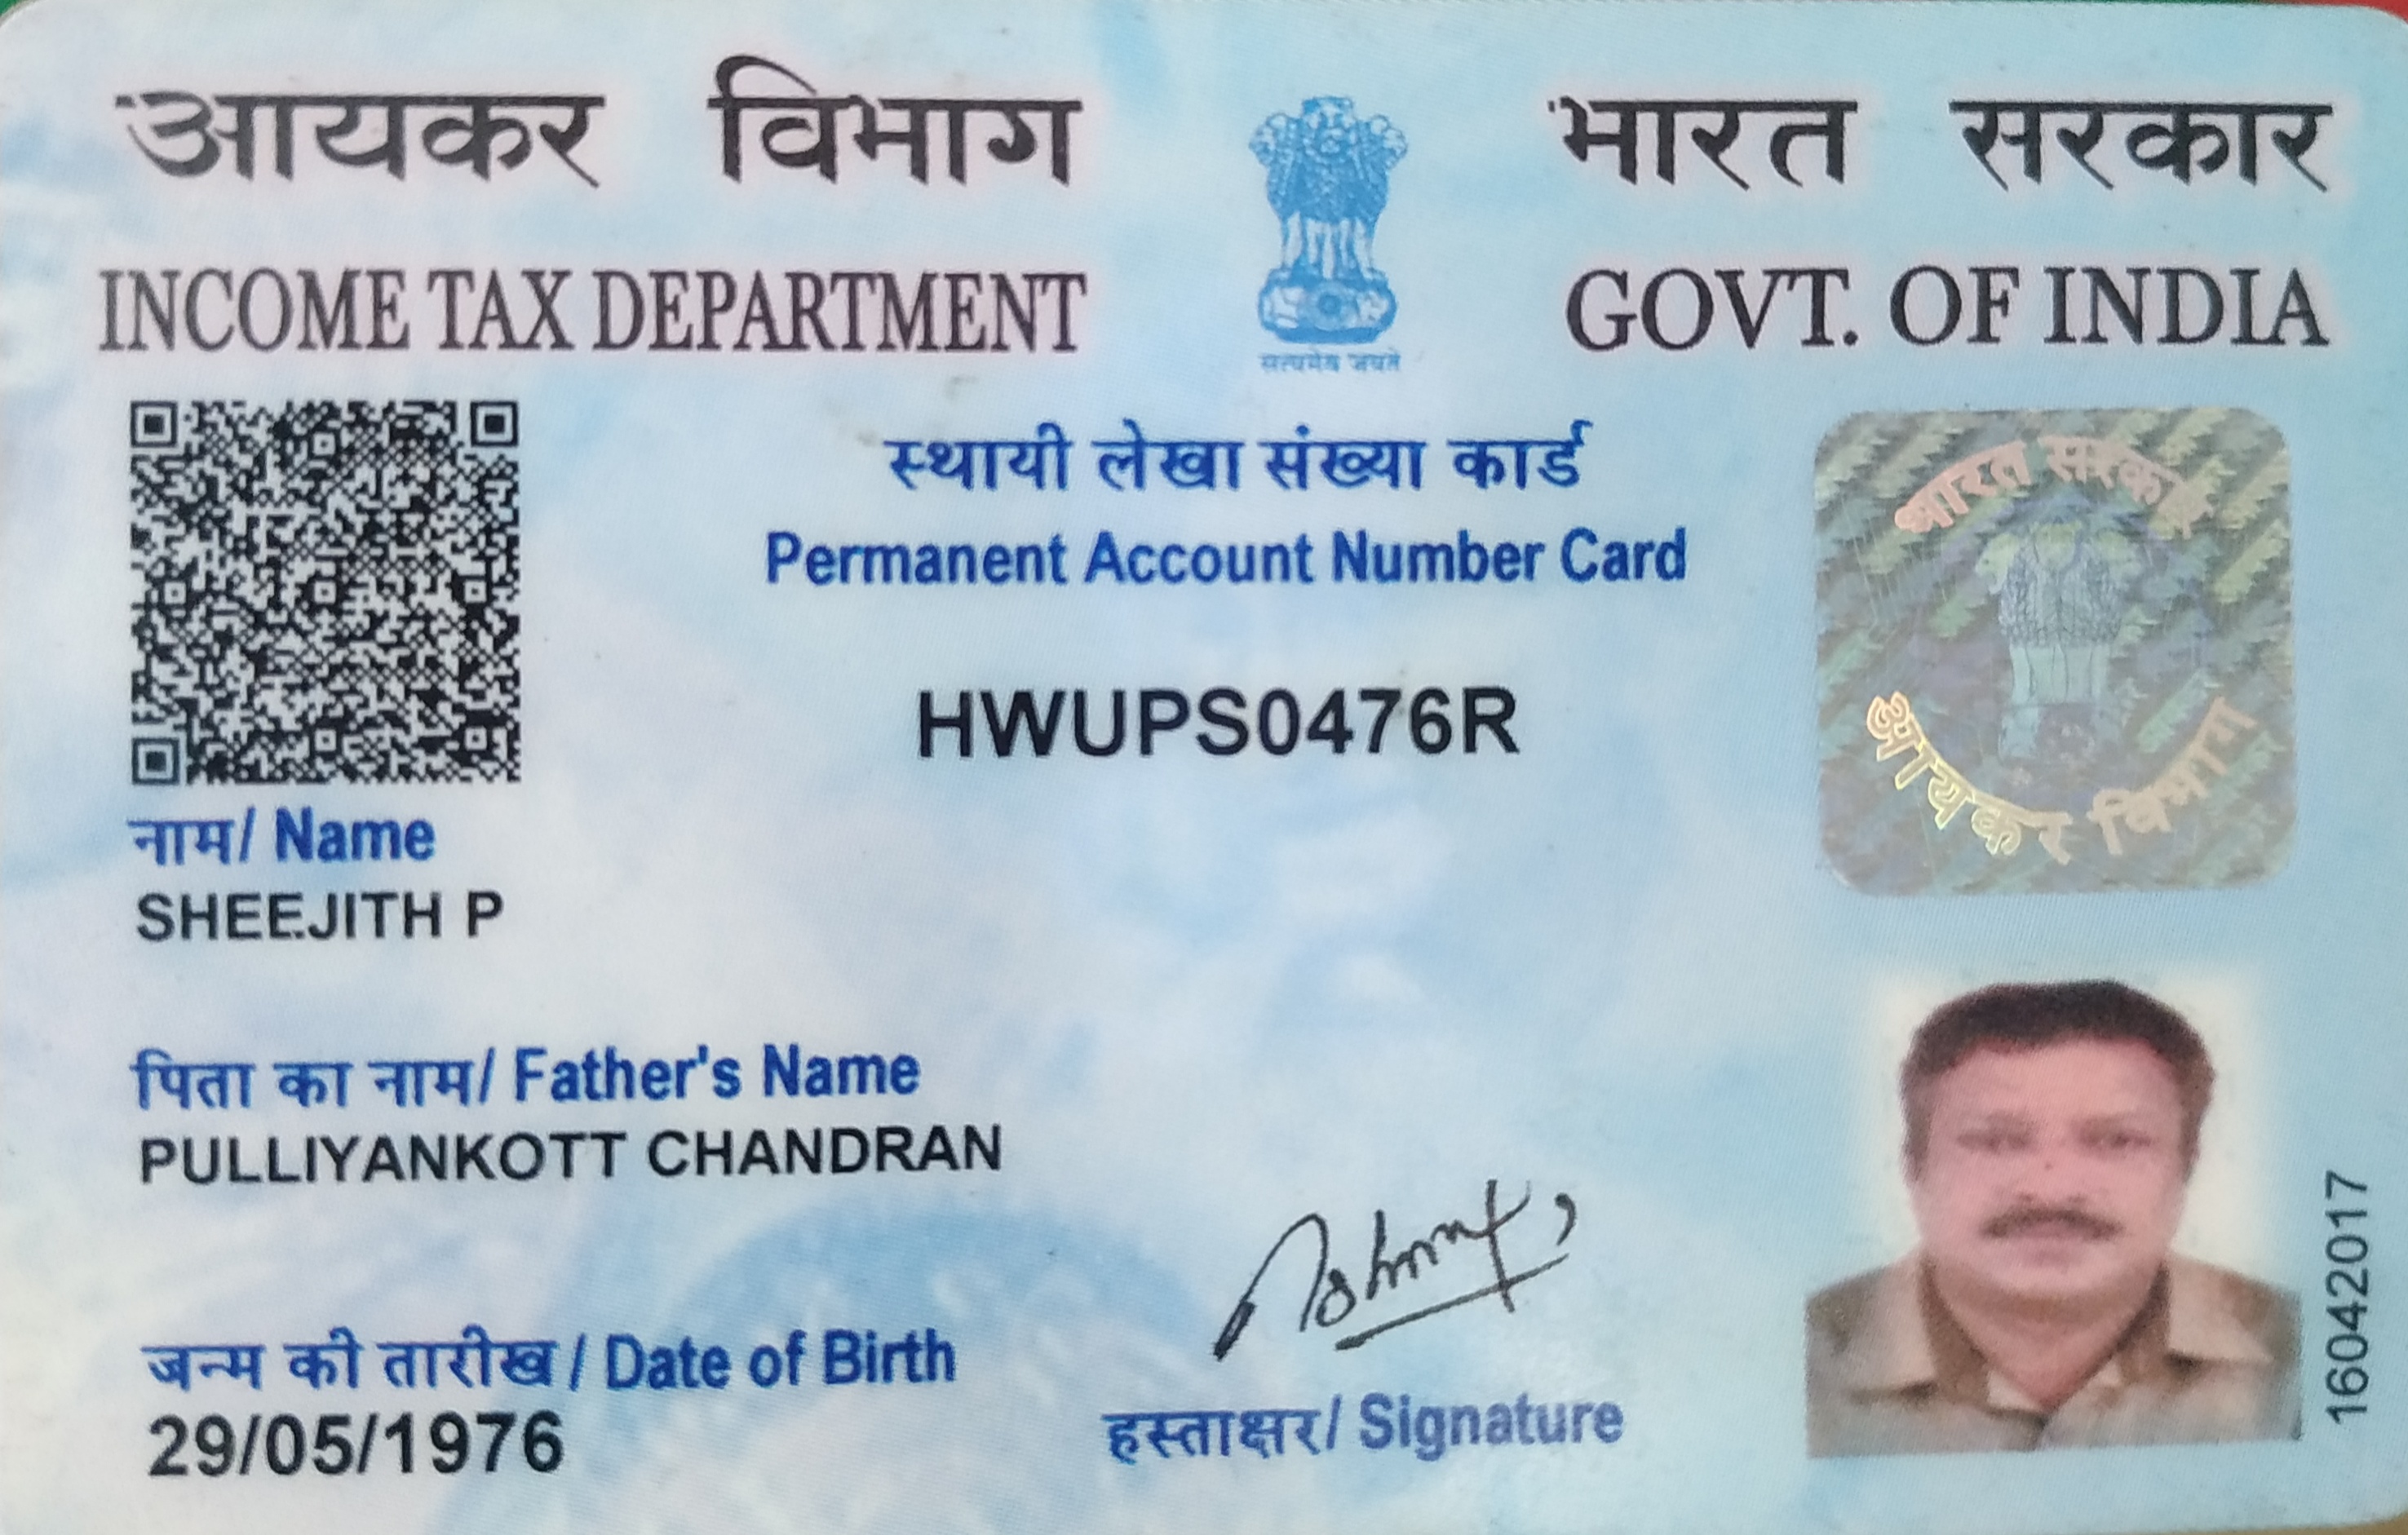 आयकर विभाग
INCOME TAX DEPARTMENT
सत्यमेव जयते
भारत सरकार
GOVT. OF INDIA
स्थायी लेखा संख्या कार्ड
Permanent Account Number Card
HWUPS0476R
भारत सरकार
आयकर विभाग
नाम/ Name
SHEEJITH P
पिता का नाम/ Father's Name
PULLIYANKOTT CHANDRAN
जन्म की तारीख / Date of Birth
29/05/1976
हस्ताक्षर/ Signature
16042017